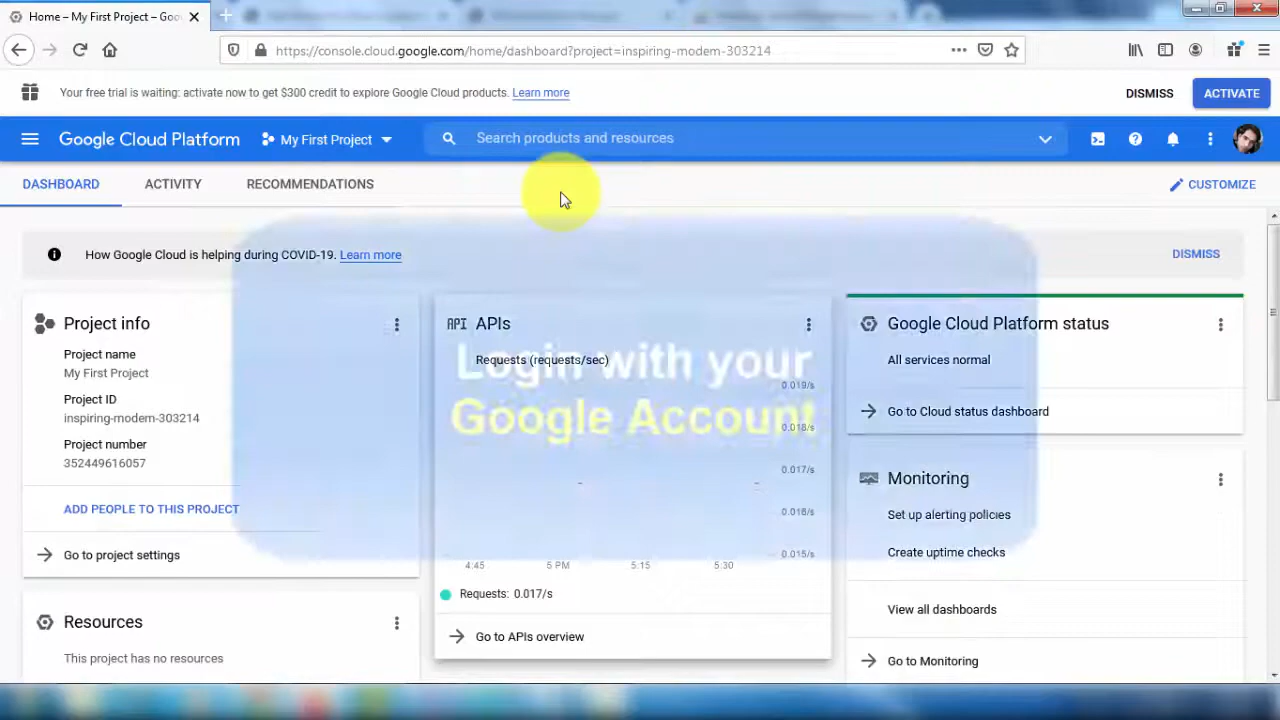 Home – My First Project – Goo
https://console.cloud.google.com/home/dashboard?project=inspiring-modem-303214
Your free trial is waiting: activate now to get $300 credit to explore Google Cloud products. Learn more
DISMISS
ACTIVATE
Google Cloud Platform
My First Project
Search products and resources
DASHBOARD
ACTIVITY
RECOMMENDATIONS
CUSTOMIZE
How Google Cloud is helping during COVID-19. Learn more
DISMISS
Project info
Project name
My First Project
Project ID
inspiring-modem-303214
Project number
352449616057
ADD PEOPLE TO THIS PROJECT
Go to project settings
Resources
This project has no resources
API APIs
Requests (requests/sec)
0.019/s
0.018/s
0.017/s
0.016/s
0.015/s
4:45
5 PM
5:15
5:30
Requests: 0.017/s
Go to APIs overview
Login with your
Google Account
Google Cloud Platform status
All services normal
Go to Cloud status dashboard
Monitoring
Set up alerting policies
Create uptime checks
View all dashboards
Go to Monitoring